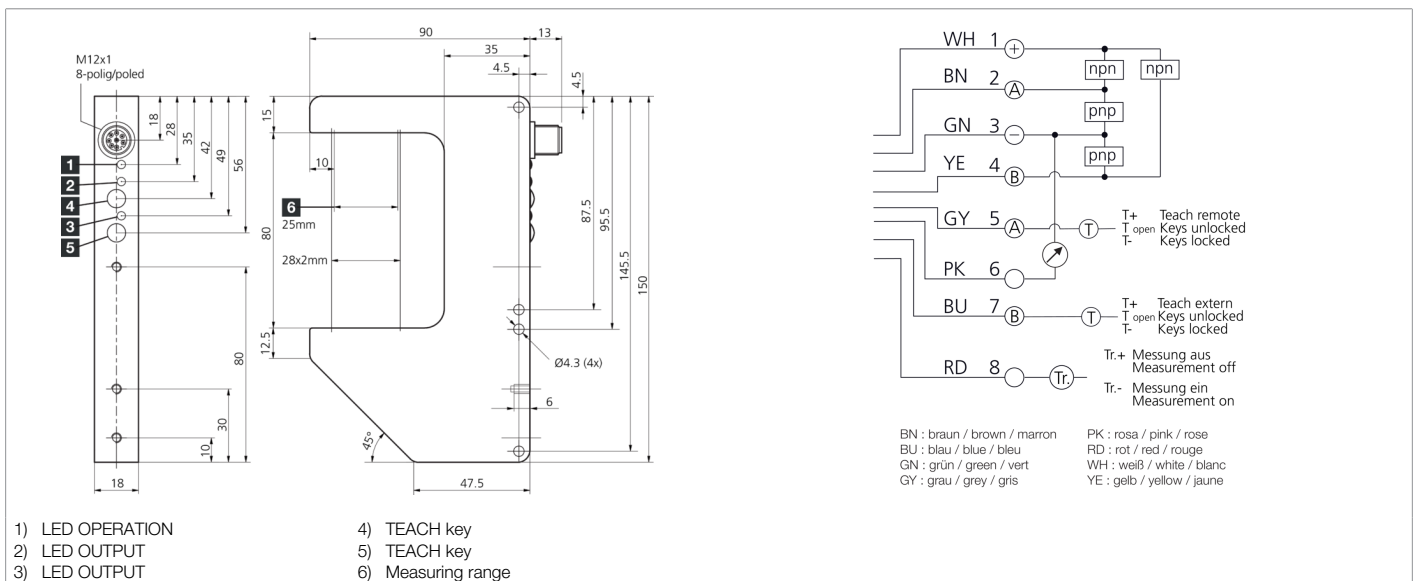 M12x1
8-polig/poled
18
28
35
42
49
56
1
2
4
3
5
80
30
10
18
90
13
35
4.5
4.5
15
10
6
25mm
80
28x2mm
87.5
95.5
145.5
150
12.5
Ø4.3 (4x)
6
45°
47.5
WH 1 +
npn npn
BN 2 A
pnp
GN 3 −
pnp
YE 4 B
GY 5 A T
T+ Teach remote
T open Keys unlocked
T- Keys locked
PK 6
BU 7 B T
T+ Teach extern
T open Keys unlocked
T- Keys locked
RD 8 Tr.
Tr.+ Messung aus
Measurement off
Tr.- Messung ein
Measurement on
BN : braun / brown / marron
BU : blau / blue / bleu
GN : grün / green / vert
GY : grau / grey / gris
PK : rosa / pink / rose
RD : rot / red / rouge
WH : weiß / white / blanc
YE : gelb / yellow / jaune
1) LED OPERATION
2) LED OUTPUT
3) LED OUTPUT
4) TEACH key
5) TEACH key
6) Measuring range